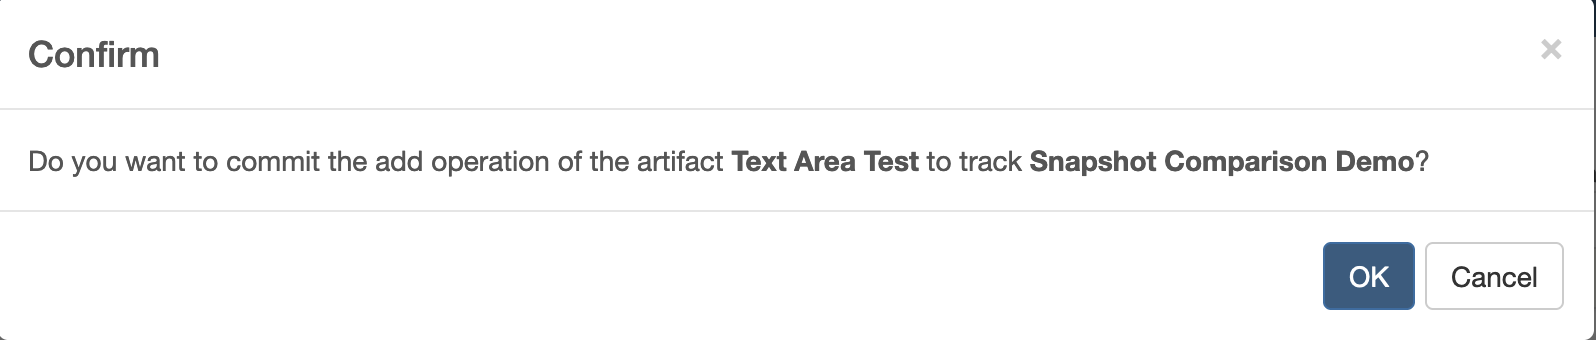 Confirm
×
Do you want to commit the add operation of the artifact Text Area Test to track Snapshot Comparison Demo?
OK
Cancel